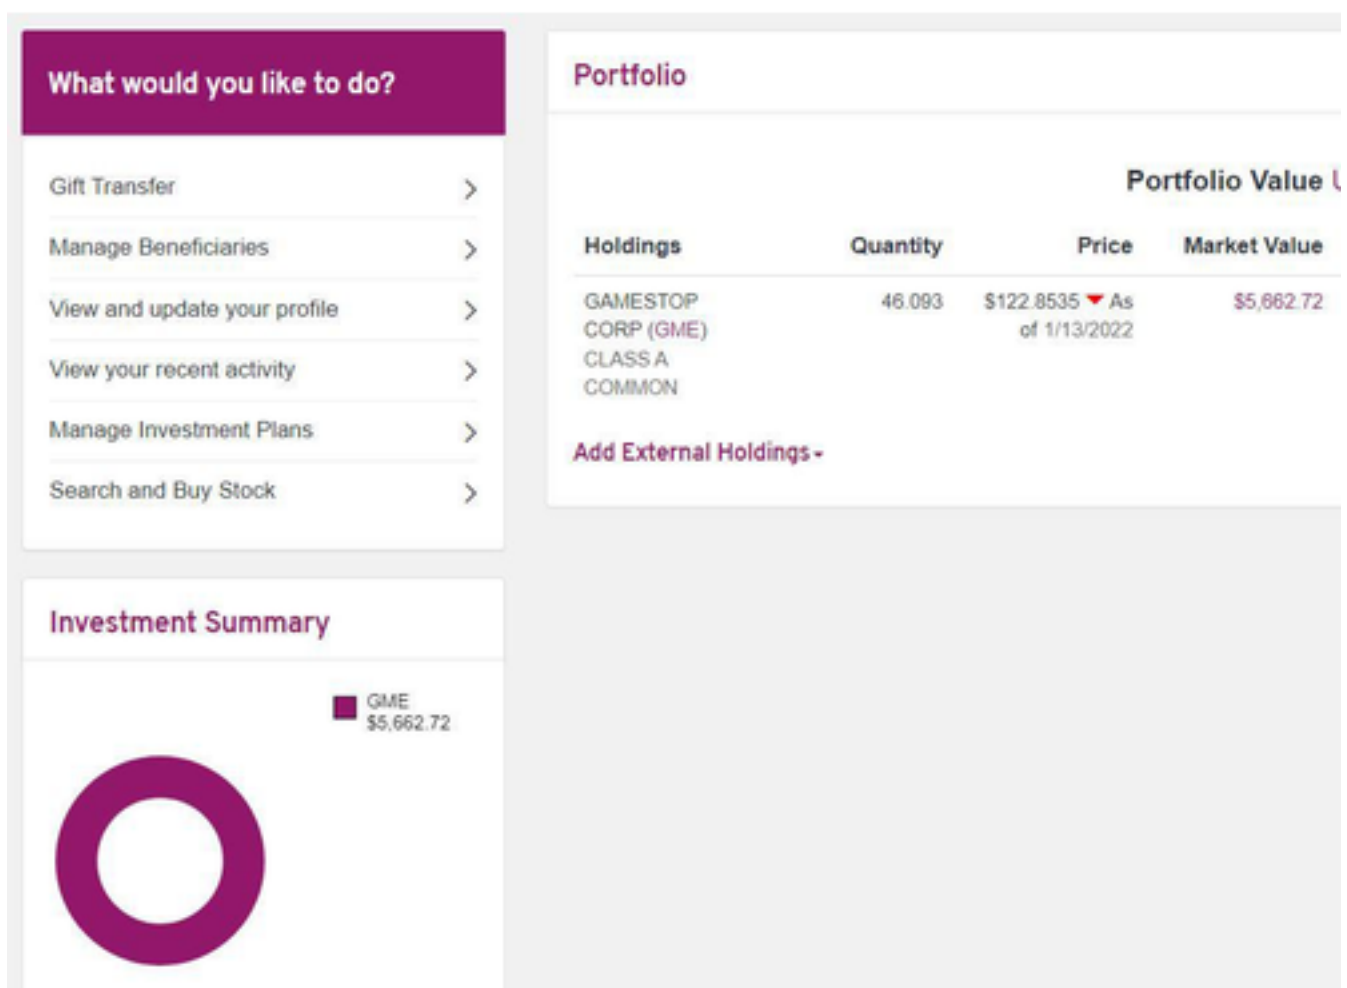 What would you like to do?
Gift Transfer
Manage Beneficiaries
View and update your profile
View your recent activity
Manage Investment Plans
Search and Buy Stock
Investment Summary
GME
$5,662.72
Portfolio
Portfolio Value
Holdings Quantity Price Market Value
GAMESTOP 46.093 $122.8535 As $5,662.72
CORP (GME) of 1/13/2022
CLASS A
COMMON
Add External Holdings